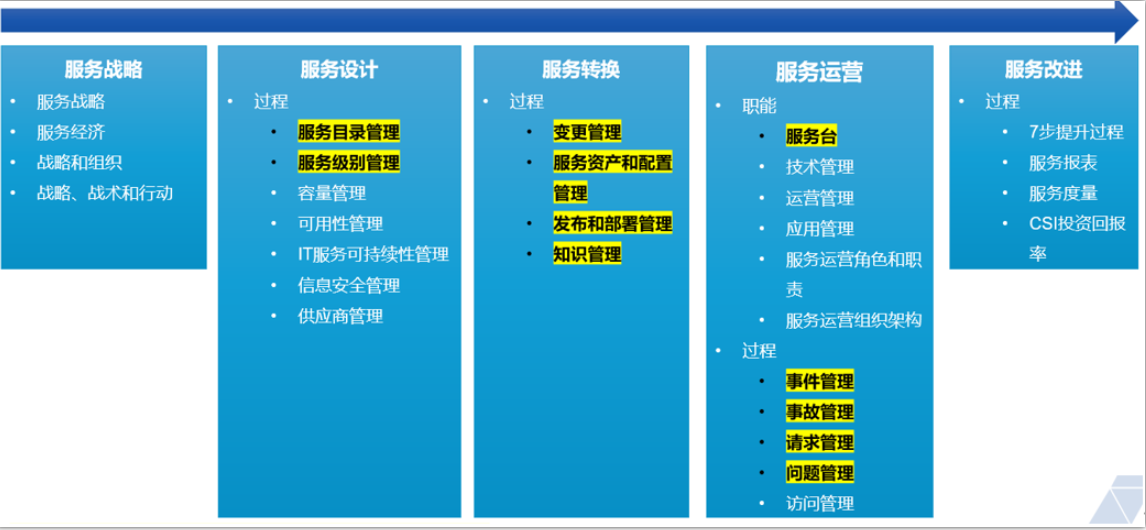 服务战略
服务战略
服务经济
战略和组织
战略、战术和行动
服务设计
过程
服务目录管理
服务级别管理
容量管理
可用性管理
IT服务可持续性管理
信息安全管理
供应商管理
服务转换
过程
变更管理
服务资产和配置
管理
发布和部署管理
知识管理
服务运营
职能
服务台
技术管理
运营管理
应用管理
服务运营角色和职
责
服务运营组织架构
过程
事件管理
事故管理
请求管理
问题管理
访问管理
服务改进
过程
7步提升过程
服务报表
服务度量
CSI投资回报
率